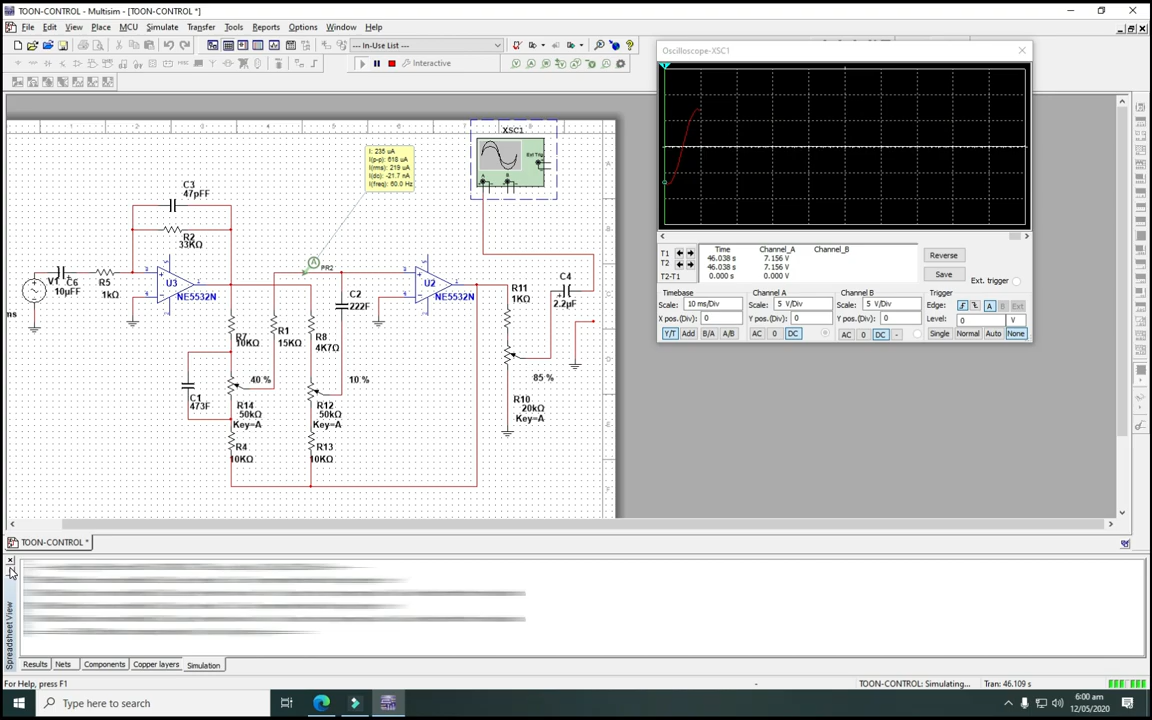 TOON-CONTROL - Multisim - [TOON-CONTROL *]
File Edit View Place MCU Simulate Transfer Tools Reports Options Window Help
--- In-Use List ---
Interactive
Oscilloscope-XSC1
XSC1
Ext Trig
A B
I: 235 uA
I(p-p): 618 uA
I(rms): 219 uA
I(dc): -21.7 nA
I(freq): 60.0 Hz
C3
47pFF
R2
33KΩ
V1
C6
10µFF
R5
1kΩ
U3
NE5532N
A
PR2
U2
NE5532N
C4
2.2µF
C2
222F
R11
1KΩ
R7
10KΩ
R1
15KΩ
R8
4K7Ω
40 %
10 %
85 %
C1
473F
R14
50kΩ
Key=A
R12
50kΩ
Key=A
R10
20kΩ
Key=A
R4
10KΩ
R13
10KΩ
Time Channel_A Channel_B
T1 46.038 s 7.156 V
T2 46.038 s 7.156 V
T2-T1 0.000 s 0.000 V
Reverse
Save
Ext. trigger
Timebase
Scale: 10 ms/Div
X pos.(Div): 0
Y/T Add B/A A/B
Channel A
Scale: 5 V/Div
Y pos.(Div): 0
AC 0 DC
Channel B
Scale: 5 V/Div
Y pos.(Div): 0
AC 0 DC -
Trigger
Edge: A B Ext
Level: 0 V
Single Normal Auto None
TOON-CONTROL *
Spreadsheet View
Results Nets Components Copper layers Simulation
For Help, press F1
-
TOON-CONTROL: Simulating...
Tran: 46.109 s
Type here to search
6:00 am
12/05/2020